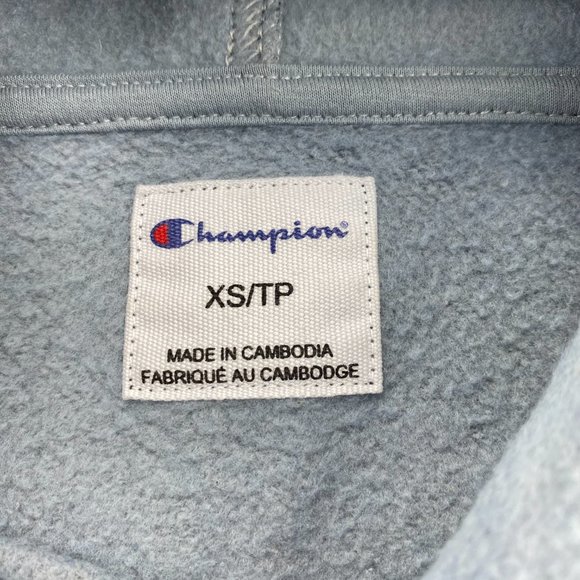 Champion®
XS/TP
MADE IN CAMBODIA
FABRIQUÉ AU CAMBODGE